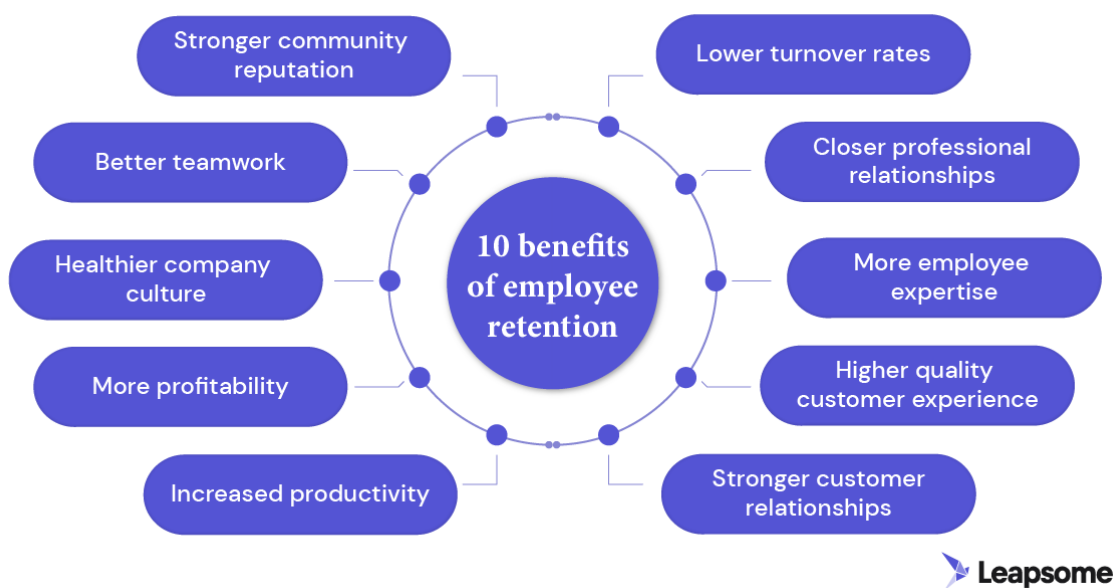 10 benefits
of employee
retention
Lower turnover rates
Closer professional
relationships
More employee
expertise
Higher quality
customer experience
Stronger customer
relationships
Increased productivity
More profitability
Healthier company
culture
Better teamwork
Stronger community
reputation
Leapsome